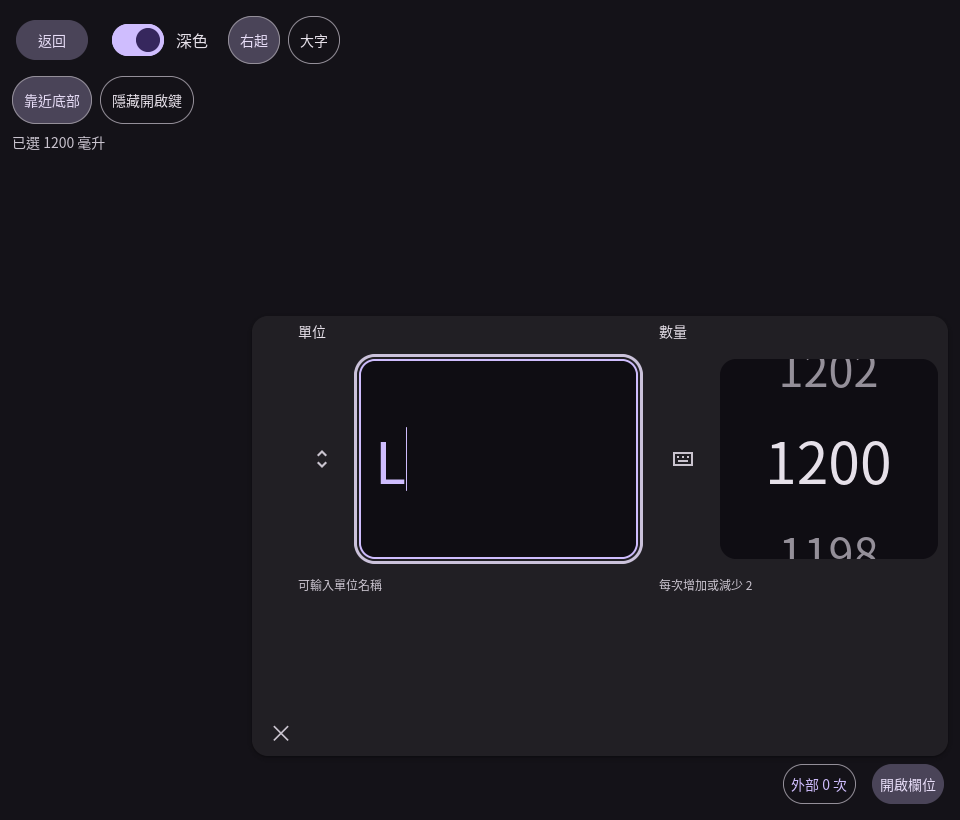 返回
深色
右起
大字
靠近底部
隱藏開啟鍵
已選 1200 毫升
單位
數量
L
1202
1200
1198
可輸入單位名稱
每次增加或減少 2
外部 0 次
開啟欄位